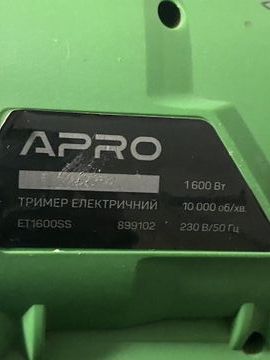 APRO
1600 Вт
ТРИМЕР ЕЛЕКТРИЧНИЙ 10 000 об/хв.
ET1600SS 899102 230 В/50 Гц